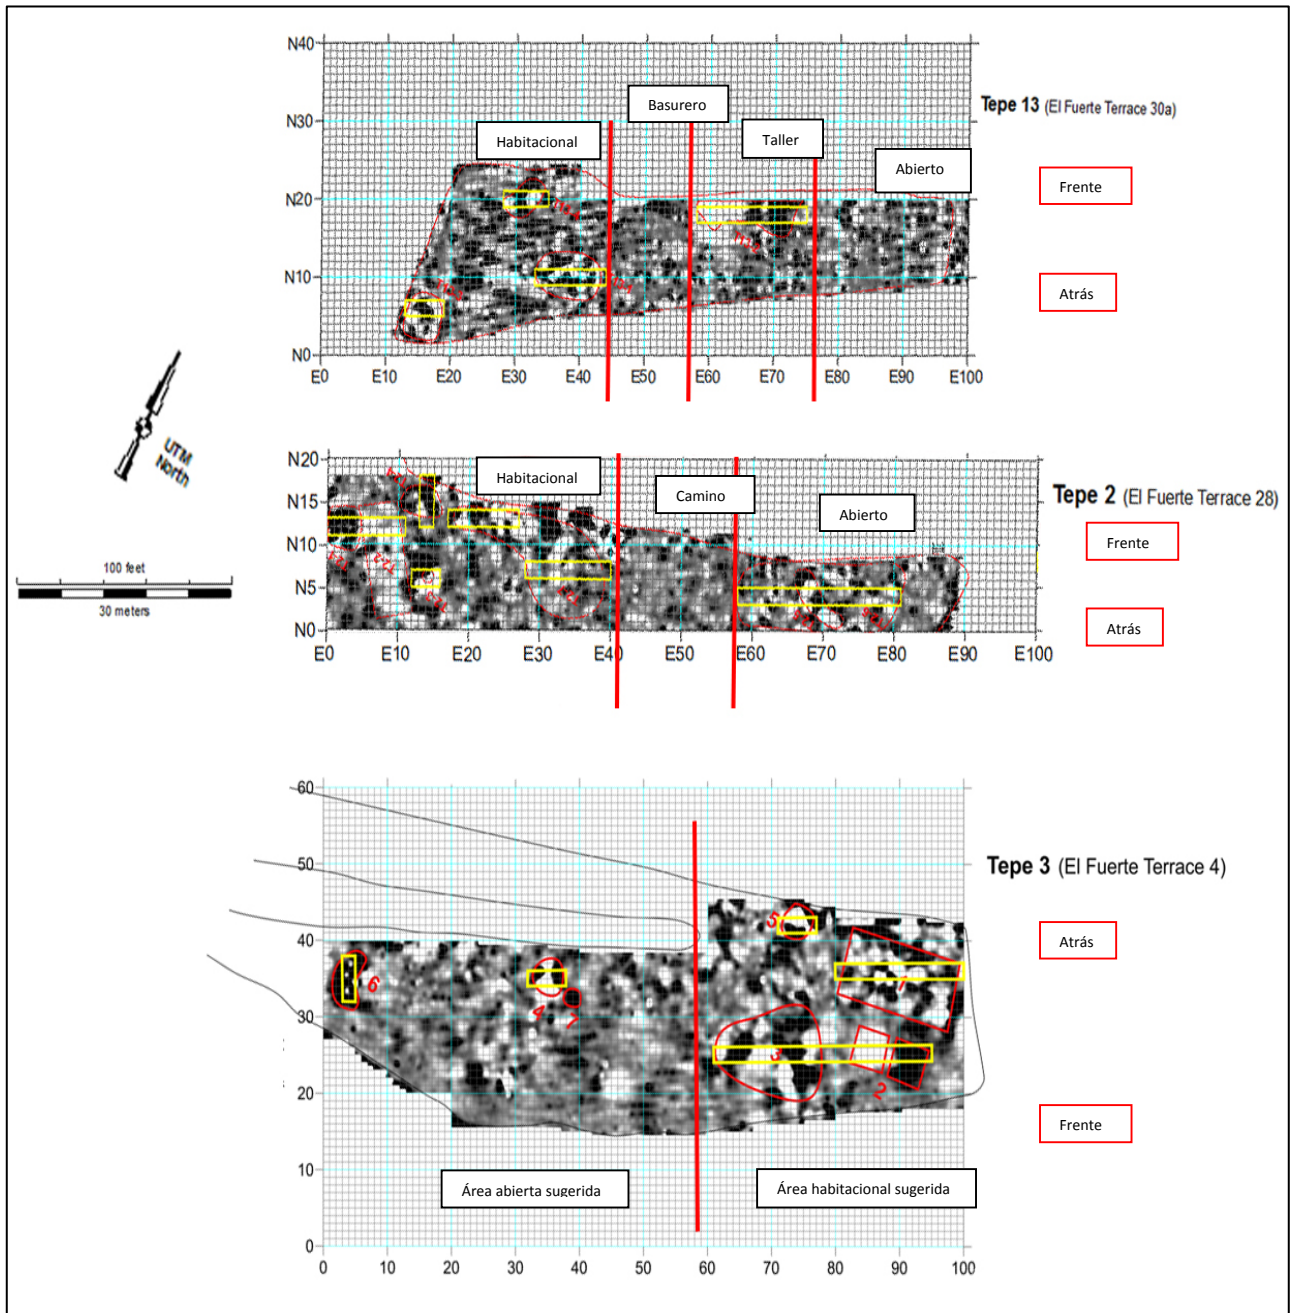 N40
Tepe 13 (El Fuerte Terrace 30a)
Basurero
N30
Habitacional
Taller
Abierto
Frente
N20
N10
Atrás
N0
E0 E10 E20 E30 E40 E50 E60 E70 E80 E90 E100
UTM
North
100 feet
30 meters
N20
Habitacional
Camino
Abierto
Tepe 2 (El Fuerte Terrace 28)
N15
N10
Frente
N5
Atrás
N0
E0 E10 E20 E30 E40 E50 E60 E70 E80 E90 E100
60
50
Tepe 3 (El Fuerte Terrace 4)
5
40
Atrás
6
4
7
1
30
3
2
20
Frente
10
Área abierta sugerida
Área habitacional sugerida
0
0 10 20 30 40 50 60 70 80 90 100